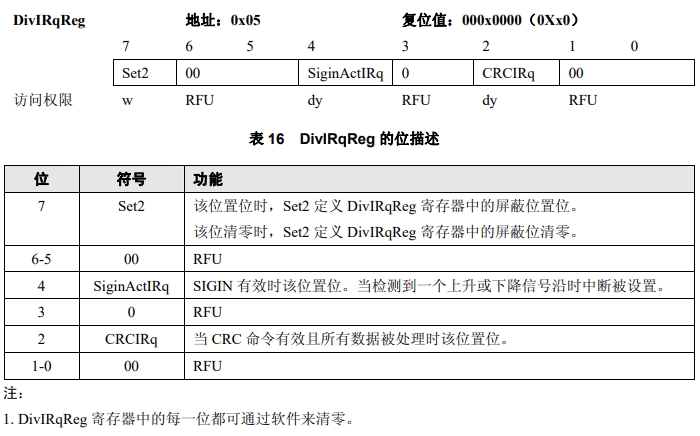 DivIRqReg 地址：0x05 复位值：000x0000（0Xx0）
7 6 5 4 3 2 1 0
Set2 00 SiginActIRq 0 CRCIRq 00
访问权限 w RFU dy RFU dy RFU
表 16 DivIRqReg 的位描述
位 符号 功能
7 Set2 该位置位时，Set2 定义 DivIRqReg 寄存器中的屏蔽位置位。
该位清零时，Set2 定义 DivIRqReg 寄存器中的屏蔽位清零。
6-5 00 RFU
4 SiginActIRq SIGIN 有效时该位置位。当检测到一个上升或下降信号沿时中断被设置。
3 0 RFU
2 CRCIRq 当 CRC 命令有效且所有数据被处理时该位置位。
1-0 00 RFU
注：
1. DivIRqReg 寄存器中的每一位都可通过软件来清零。